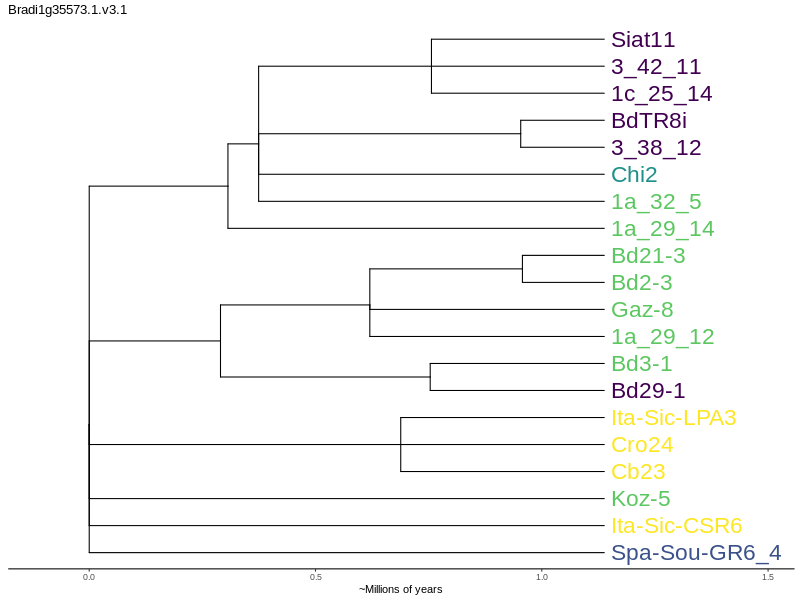 Bradi1g35573.1.v3.1
Siat11
3_42_11
1c_25_14
BdTR8i
3_38_12
Chi2
1a_32_5
1a_29_14
Bd21-3
Bd2-3
Gaz-8
1a_29_12
Bd3-1
Bd29-1
Ita-Sic-LPA3
Cro24
Cb23
Koz-5
Ita-Sic-CSR6
Spa-Sou-GR6_4
0.0 0.5 1.0 1.5
~Millions of years